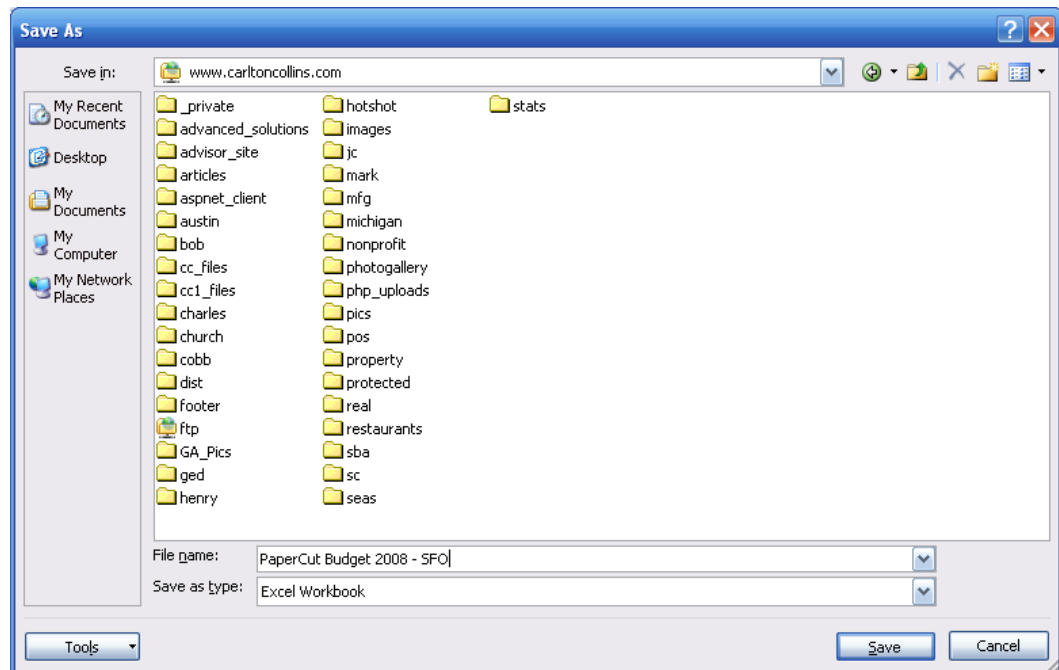 Save As
Save in:
www.carltoncollins.com
My Recent
Documents
Desktop
My
Documents
My
Computer
My Network
Places
_private
advanced_solutions
advisor_site
articles
aspnet_client
austin
bob
cc_files
cc1_files
charles
church
cobb
dist
footer
ftp
GA_Pics
ged
henry
hotshot
images
jc
mark
mfg
michigan
nonprofit
photogallery
php_uploads
pics
pos
property
protected
real
restaurants
sba
sc
seas
stats
File name:
PaperCut Budget 2008 - SFO
Save as type:
Excel Workbook
Tools
Save
Cancel